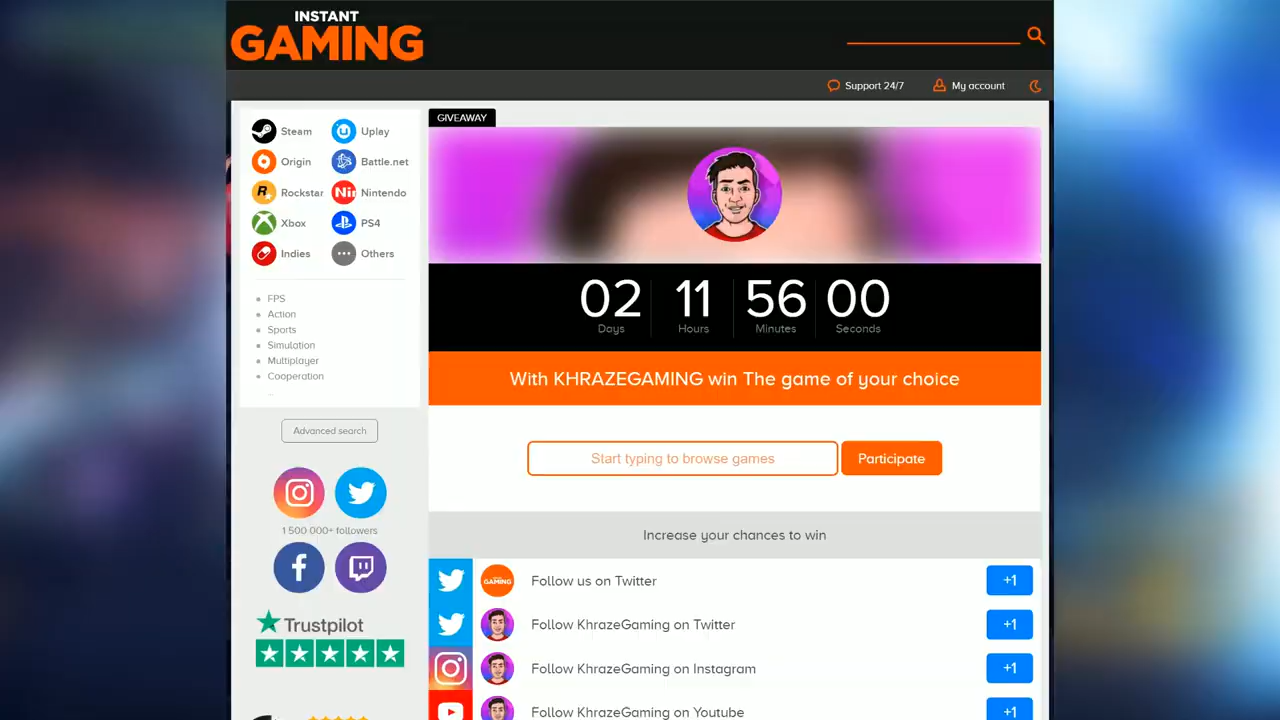 INSTANT
GAMING
Support 24/7
My account
Steam
Uplay
Origin
Battle.net
Rockstar
Nintendo
Xbox
PS4
Indies
Others
FPS
Action
Sports
Simulation
Multiplayer
Cooperation
...
Advanced search
1 500 000+ followers
Trustpilot
GIVEAWAY
02 11 56 00
Days Hours Minutes Seconds
With KHRAZEGAMING win The game of your choice
Start typing to browse games
Participate
Increase your chances to win
GAMING
Follow us on Twitter
+1
Follow KhrazeGaming on Twitter
+1
Follow KhrazeGaming on Instagram
+1
Follow KhrazeGaming on Youtube
+1